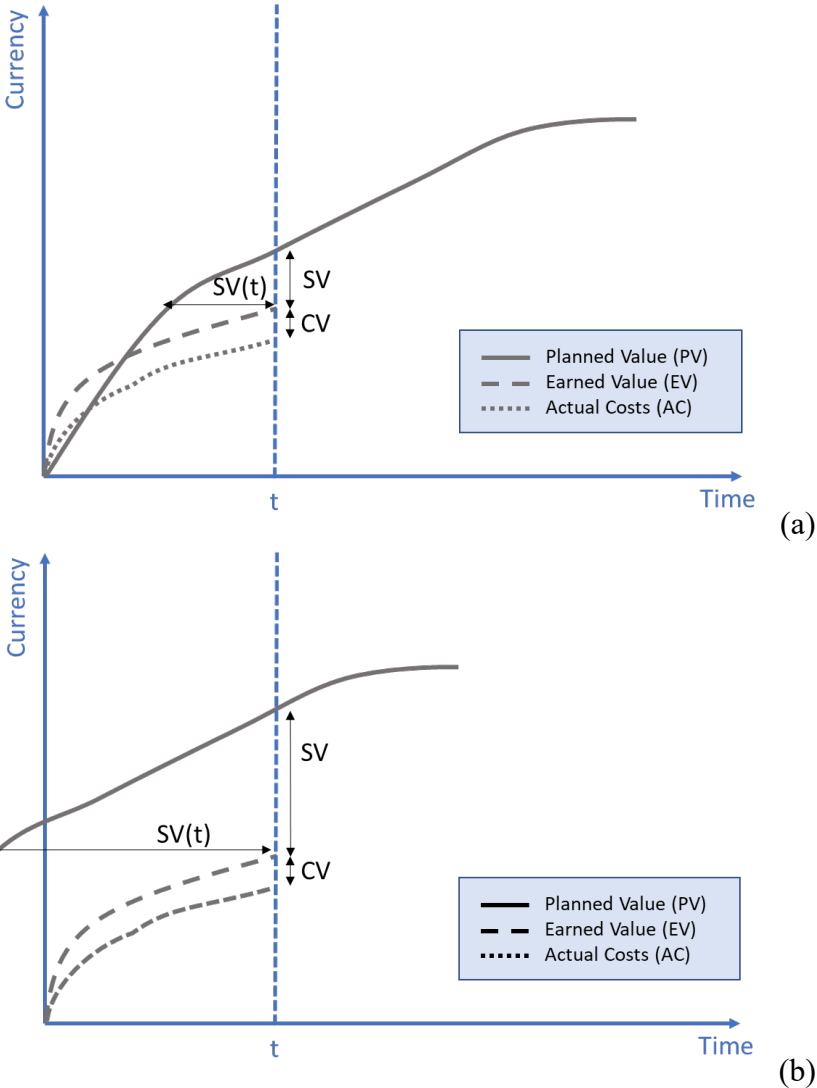 Currency
SV
SV(t)
CV
Planned Value (PV)
Earned Value (EV)
Actual Costs (AC)
t
Time
(a)
Currency
SV
SV(t)
CV
Planned Value (PV)
Earned Value (EV)
Actual Costs (AC)
t
Time
(b)